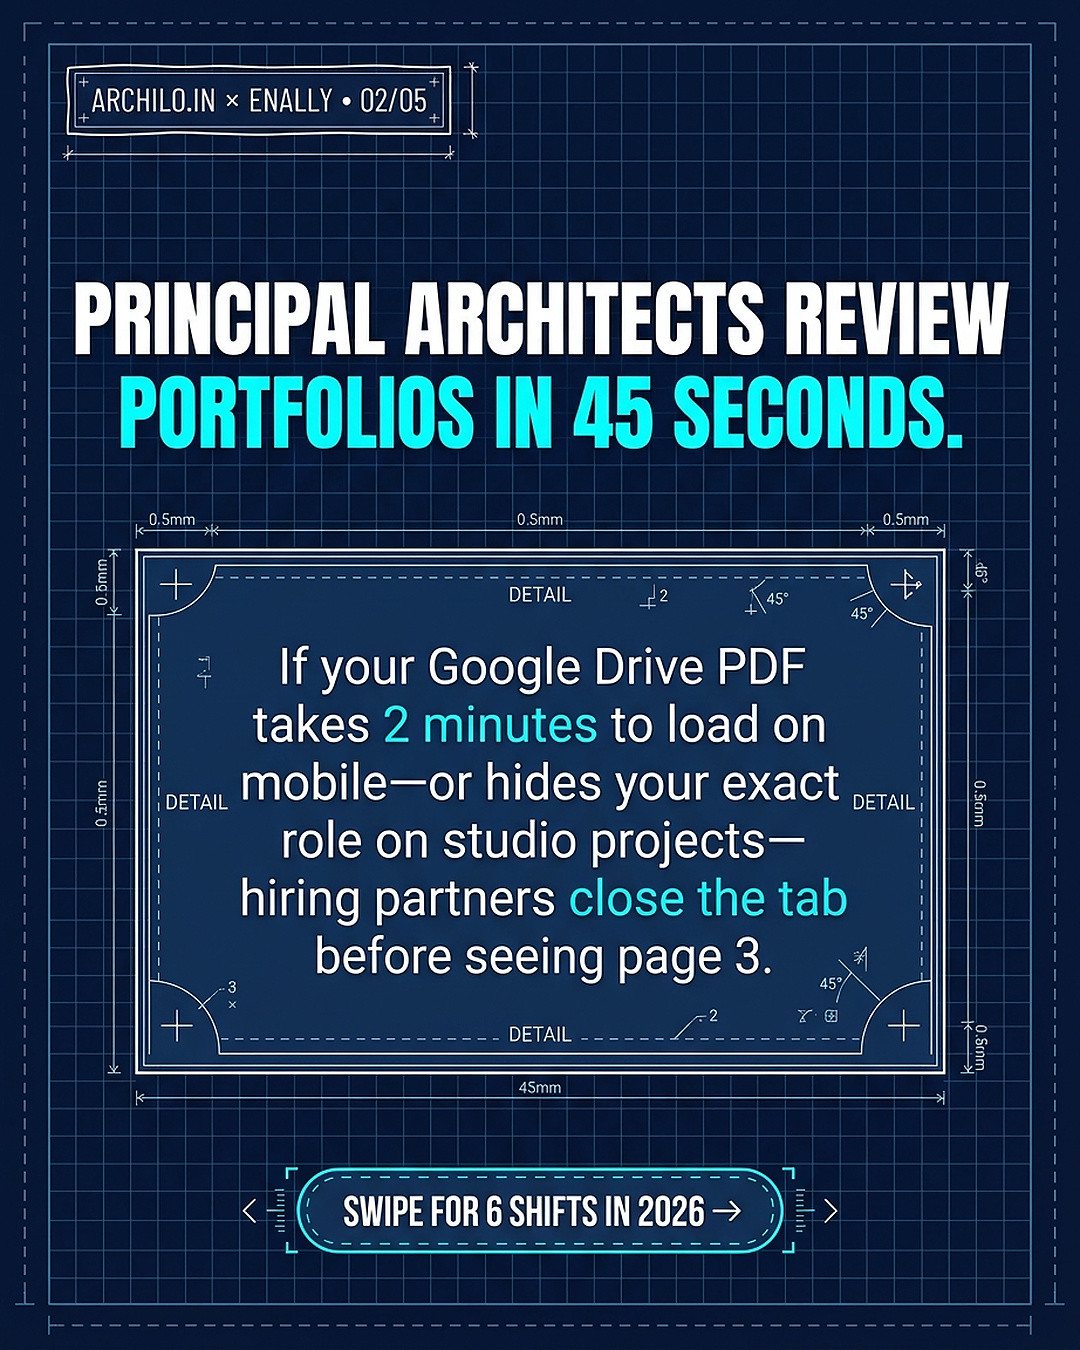 ARCHILO.IN × ENALLY • 02/05
PRINCIPAL ARCHITECTS REVIEW
PORTFOLIOS IN 45 SECONDS.
0.5mm 0.5mm 0.5mm
0.5mm
DETAIL 2 45° 45°
If your Google Drive PDF
takes 2 minutes to load on
mobile—or hides your exact
DETAIL DETAIL
0.5mm 0.5mm
role on studio projects—
hiring partners close the tab
before seeing page 3.
3 45°
×
2
DETAIL
0.5mm
45mm
SWIPE FOR 6 SHIFTS IN 2026 →